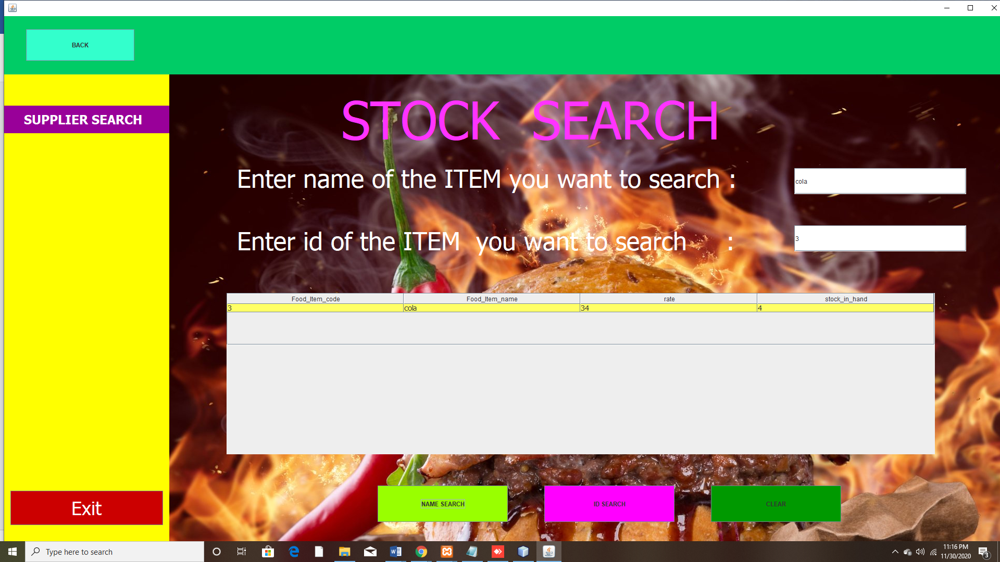 BACK
SUPPLIER SEARCH
STOCK SEARCH
Enter name of the ITEM you want to search :
cola
Enter id of the ITEM you want to search :
3
Food_Item_code Food_Item_name rate stock_in_hand
3 cola 34 4
Exit
NAME SEARCH ID SEARCH CLEAR
Type here to search
11:16 PM
11/30/2020
3